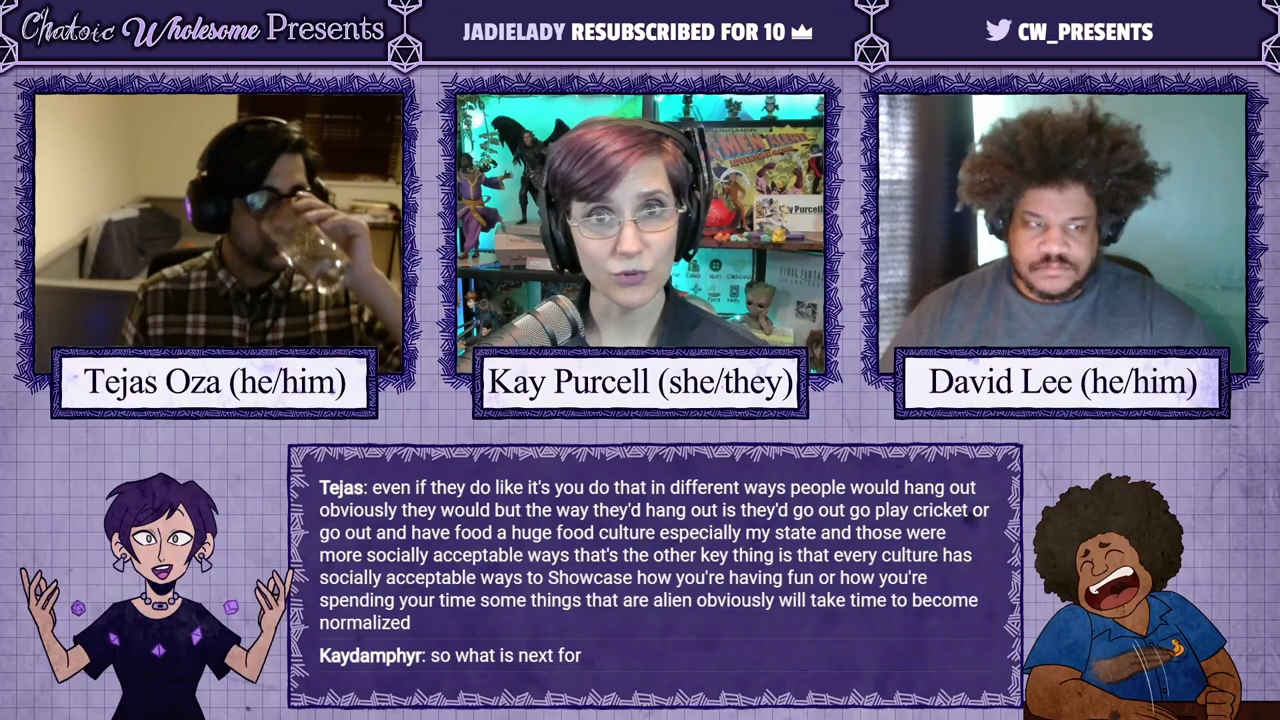 Chatoic Wholesome Presents
JADIELADY RESUBSCRIBED FOR 10
CW_PRESENTS
X-MEN
Kay Purcell
FINAL FANTASY
Tejas Oza (he/him)
Kay Purcell (she/they)
David Lee (he/him)
Tejas: even if they do like it's you do that in different ways people would hang out
obviously they would but the way they'd hang out is they'd go out go play cricket or
go out and have food a huge food culture especially my state and those were
more socially acceptable ways that's the other key thing is that every culture has
socially acceptable ways to Showcase how you're having fun or how you're
spending your time some things that are alien obviously will take time to become
normalized
Kaydamphyr: so what is next for